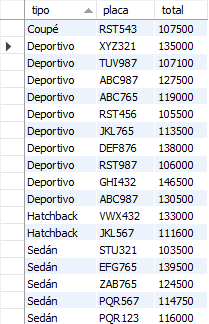 tipo placa total
Coupé RST543 107500
Deportivo XYZ321 135000
Deportivo TUV987 107100
Deportivo ABC987 127500
Deportivo ABC765 119000
Deportivo RST456 105500
Deportivo JKL765 113500
Deportivo DEF876 138000
Deportivo RST987 106000
Deportivo GHI432 146500
Deportivo ABC987 130500
Hatchback VWX432 133000
Hatchback JKL567 111600
Sedán STU321 103500
Sedán EFG765 139500
Sedán ZAB765 124500
Sedán PQR567 114750
Sedán PQR123 116000